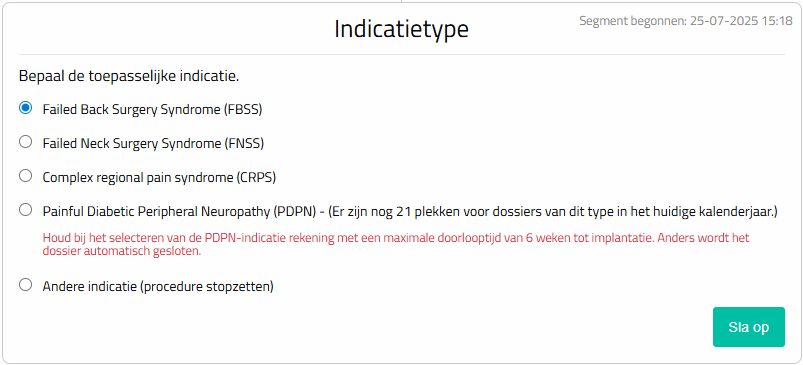 Indicatietype
Segment begonnen: 25-07-2025 15:18
Bepaal de toepasselijke indicatie.
Failed Back Surgery Syndrome (FBSS)
Failed Neck Surgery Syndrome (FNSS)
Complex regional pain syndrome (CRPS)
Painful Diabetic Peripheral Neuropathy (PDPN) - (Er zijn nog 21 plekken voor dossiers van dit type in het huidige kalenderjaar.)
Houd bij het selecteren van de PDPN-indicatie rekening met een maximale doorlooptijd van 6 weken tot implantatie. Anders wordt het
dossier automatisch gesloten.
Andere indicatie (procedure stopzetten)
Sla op